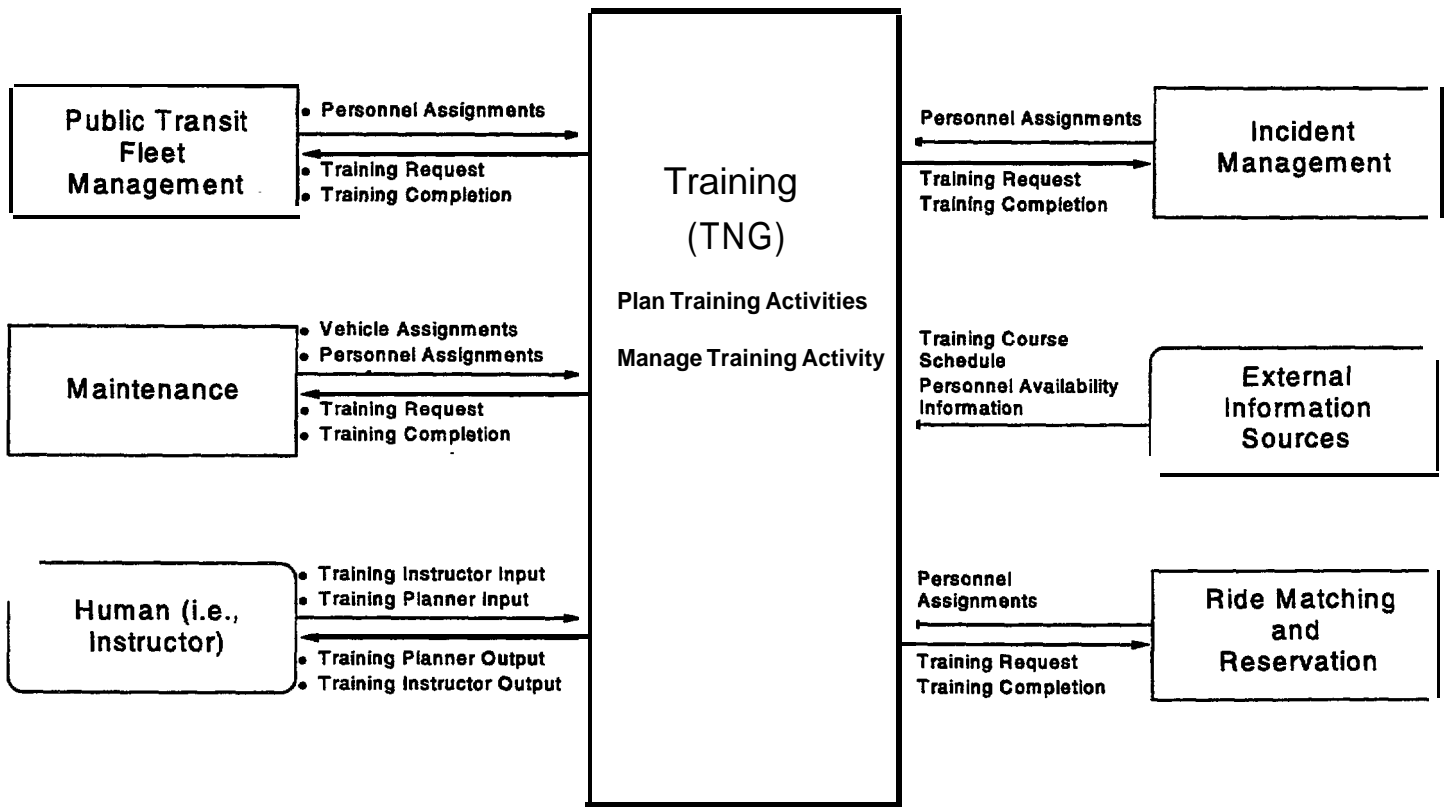 Public Transit
Fleet
Management
• Personnel Assignments
• Training Request
• Training Completion
Maintenance
• Vehicle Assignments
• Personnel Assignments
• Training Request
• Training Completion
Human (i.e.,
Instructor)
• Training Instructor Input
• Training Planner Input
• Training Planner Output
• Training Instructor Output
Training
(TNG)
Plan Training Activities
Manage Training Activity
Personnel Assignments
Training Request
Training Completion
Incident
Management
Training Course
Schedule
Personnel Availability
Information
External
Information
Sources
Personnel
Assignments
Training Request
Training Completion
Ride Matching
and
Reservation